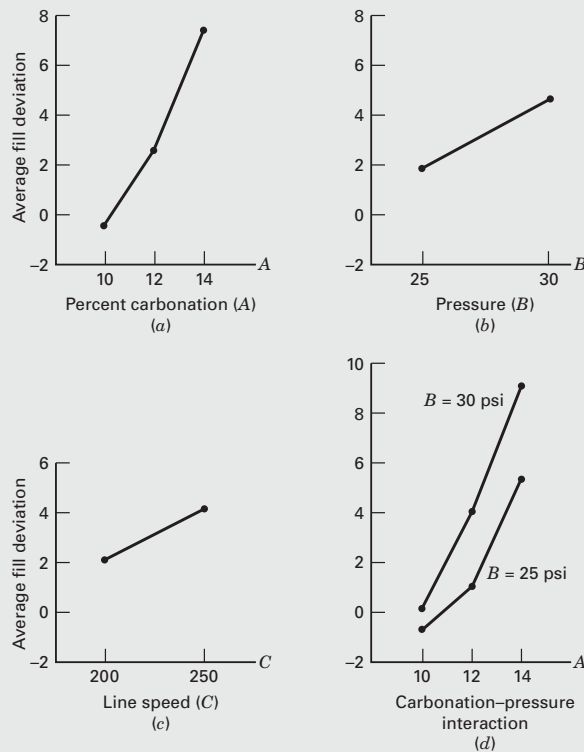 Average fill deviation
8
6
4
2
0
–2
10 12 14 A
Percent carbonation (A)
(a)
8
6
4
2
0
–2
25 30 B
Pressure (B)
(b)
Average fill deviation
6
4
2
0
–2
200 250 C
Line speed (C)
(c)
10
8
6
4
2
0
–2
B = 30 psi
B = 25 psi
10 12 14 A
Carbonation–pressure
interaction
(d)